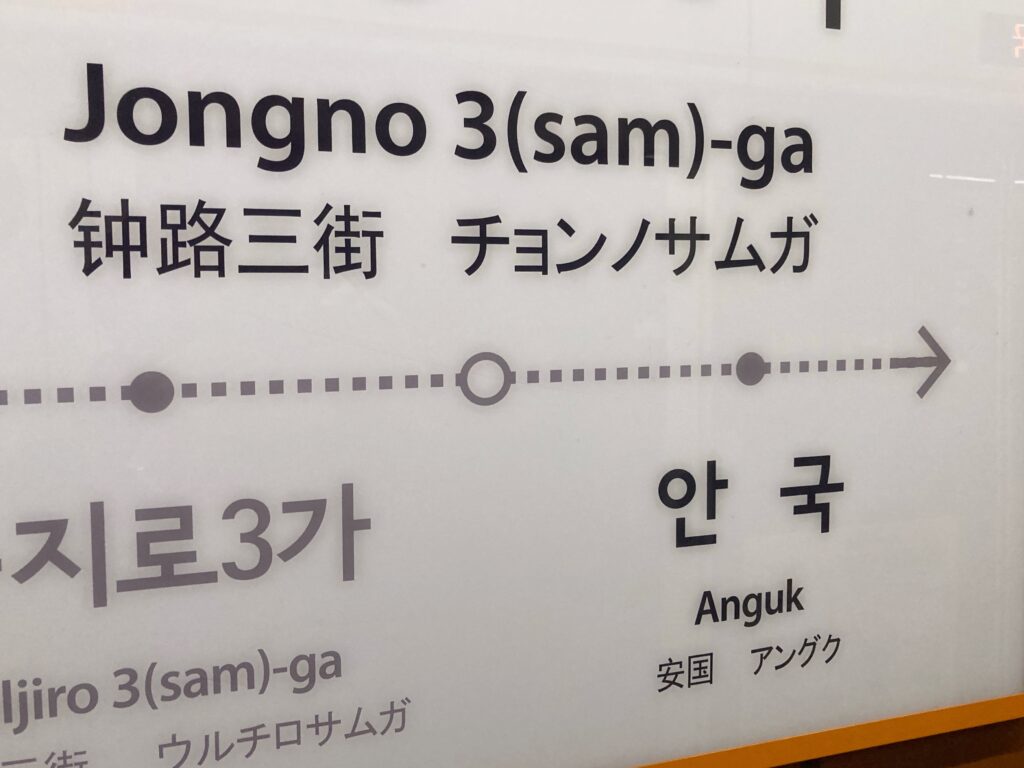 Jongno 3(sam)-ga
钟路三街 チョンノサムガ
지로3가
안국
ljiro 3(sam)-ga
Anguk
三街 ウルチロサムガ
安国 アングク